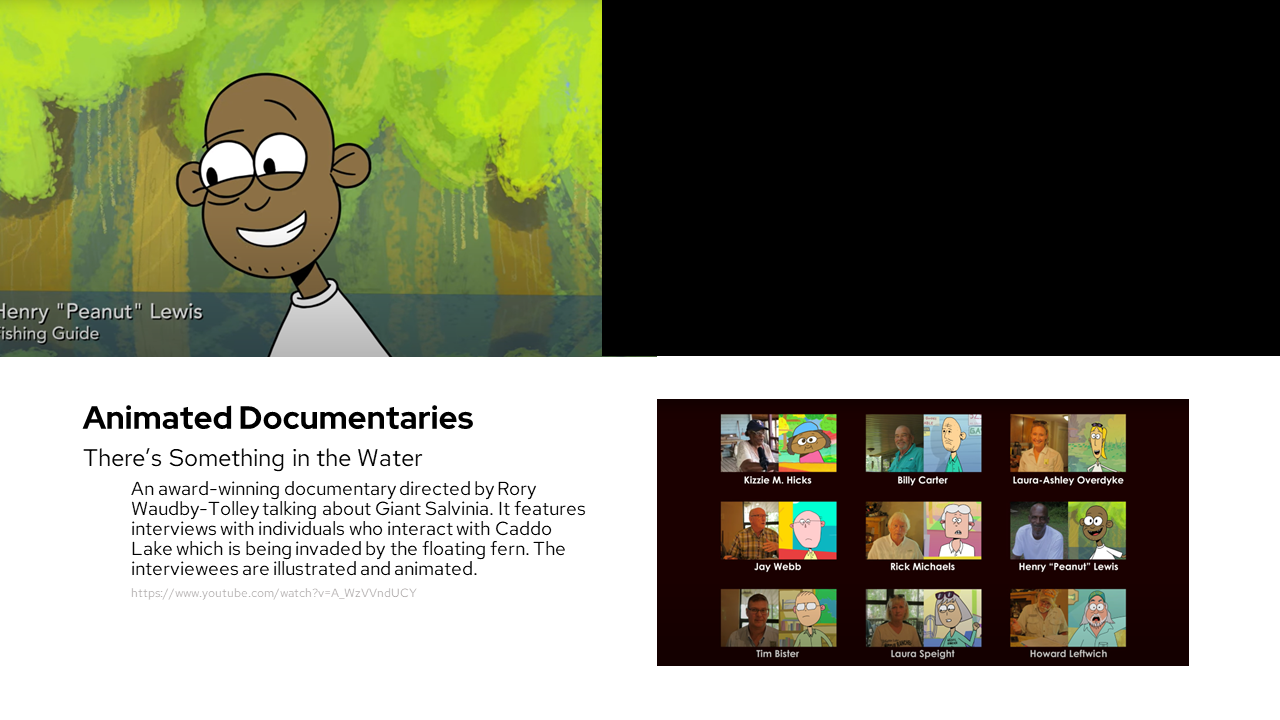 Henry "Peanut" Lewis
Fishing Guide
Animated Documentaries
There's Something in the Water
An award-winning documentary directed by Rory
Waudby-Tolley talking about Giant Salvinia. It features
interviews with individuals who interact with Caddo
Lake which is being invaded by the floating fern. The
interviewees are illustrated and animated.
https://www.youtube.com/watch?v=A_WzVVndUCY
Kizzie M. Hicks
Billy Carter
Laura-Ashley Overdyke
Jay Webb
Rick Michaels
Henry "Peanut" Lewis
Tim Bister
Laura Speight
Howard Leftwich